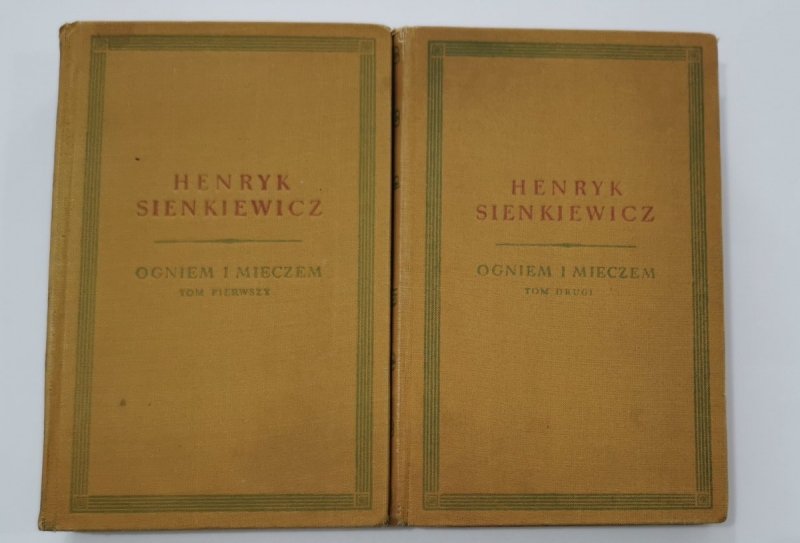 HENRYK
SIENKIEWICZ
OGNIEM I MIECZEM
TOM PIERWSZY
HENRYK
SIENKIEWICZ
OGNIEM I MIECZEM
TOM DRUGI